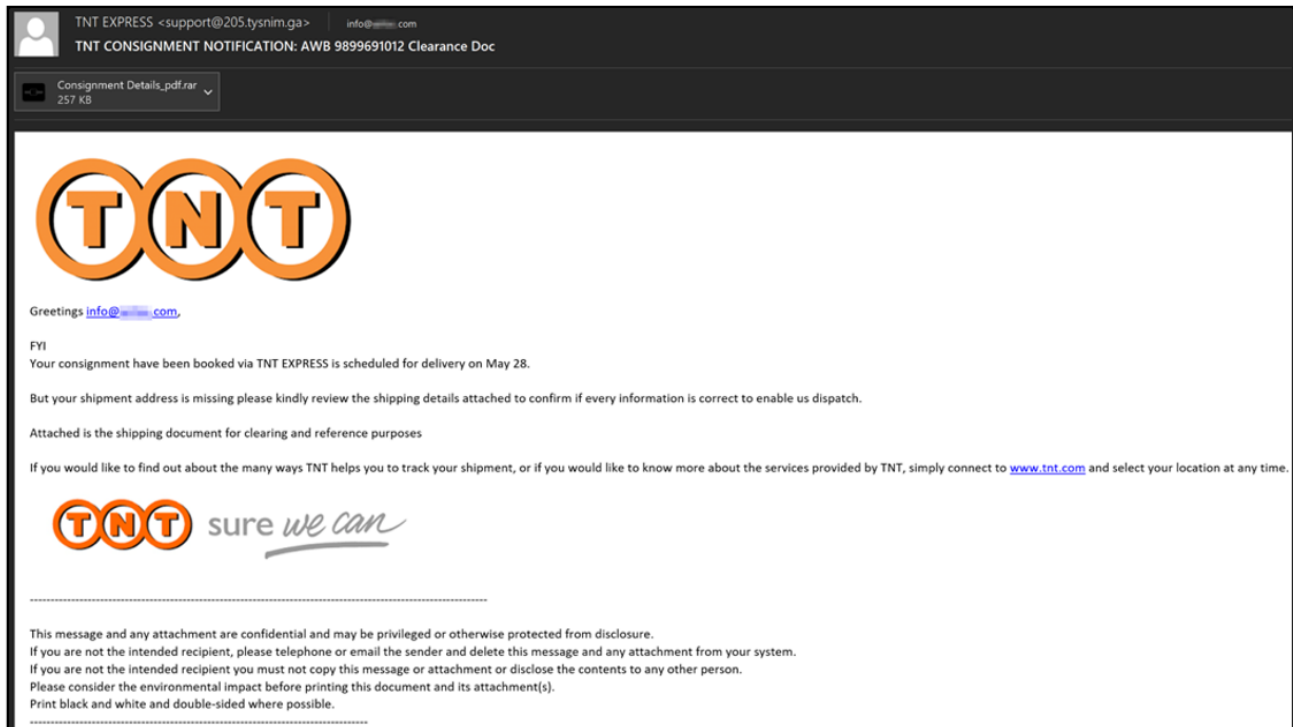 TNT EXPRESS <support@205.tysnim.ga> info@ .com
TNT CONSIGNMENT NOTIFICATION: AWB 9899691012 Clearance Doc
Consignment Details_pdf.rar
257 KB
TNT
Greetings info@ .com,
FYI
Your consignment have been booked via TNT EXPRESS is scheduled for delivery on May 28.
But your shipment address is missing please kindly review the shipping details attached to confirm if every information is correct to enable us dispatch.
Attached is the shipping document for clearing and reference purposes
If you would like to find out about the many ways TNT helps you to track your shipment, or if you would like to know more about the services provided by TNT, simply connect to www.tnt.com and select your location at any time.
TNT sure we can
This message and any attachment are confidential and may be privileged or otherwise protected from disclosure.
If you are not the intended recipient, please telephone or email the sender and delete this message and any attachment from your system.
If you are not the intended recipient you must not copy this message or attachment or disclose the contents to any other person.
Please consider the environmental impact before printing this document and its attachment(s).
Print black and white and double-sided where possible.